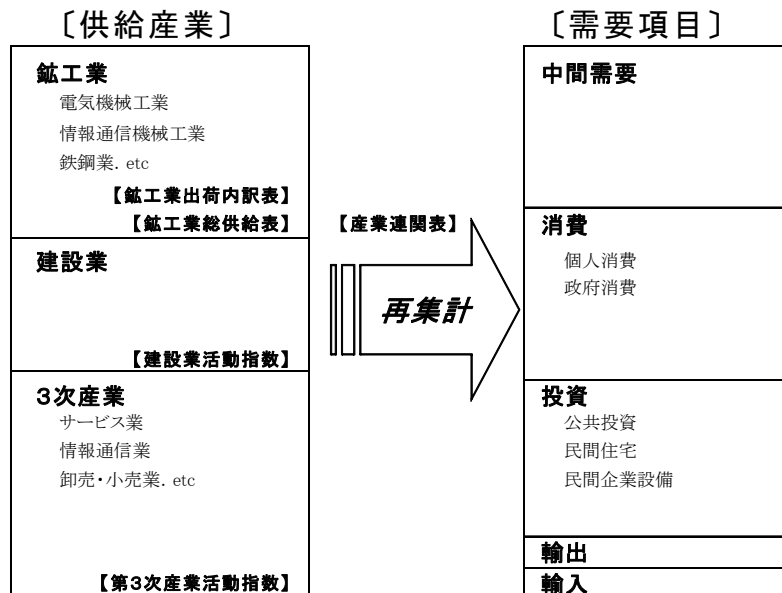 〔供給産業〕
鉱工業
電気機械工業
情報通信機械工業
鉄鋼業. etc
【鉱工業出荷内訳表】
【鉱工業総供給表】
建設業
【建設業活動指数】
3次産業
サービス業
情報通信業
卸売・小売業. etc
【第3次産業活動指数】
【産業連関表】
再集計
〔需要項目〕
中間需要
消費
個人消費
政府消費
投資
公共投資
民間住宅
民間企業設備
輸出
輸入